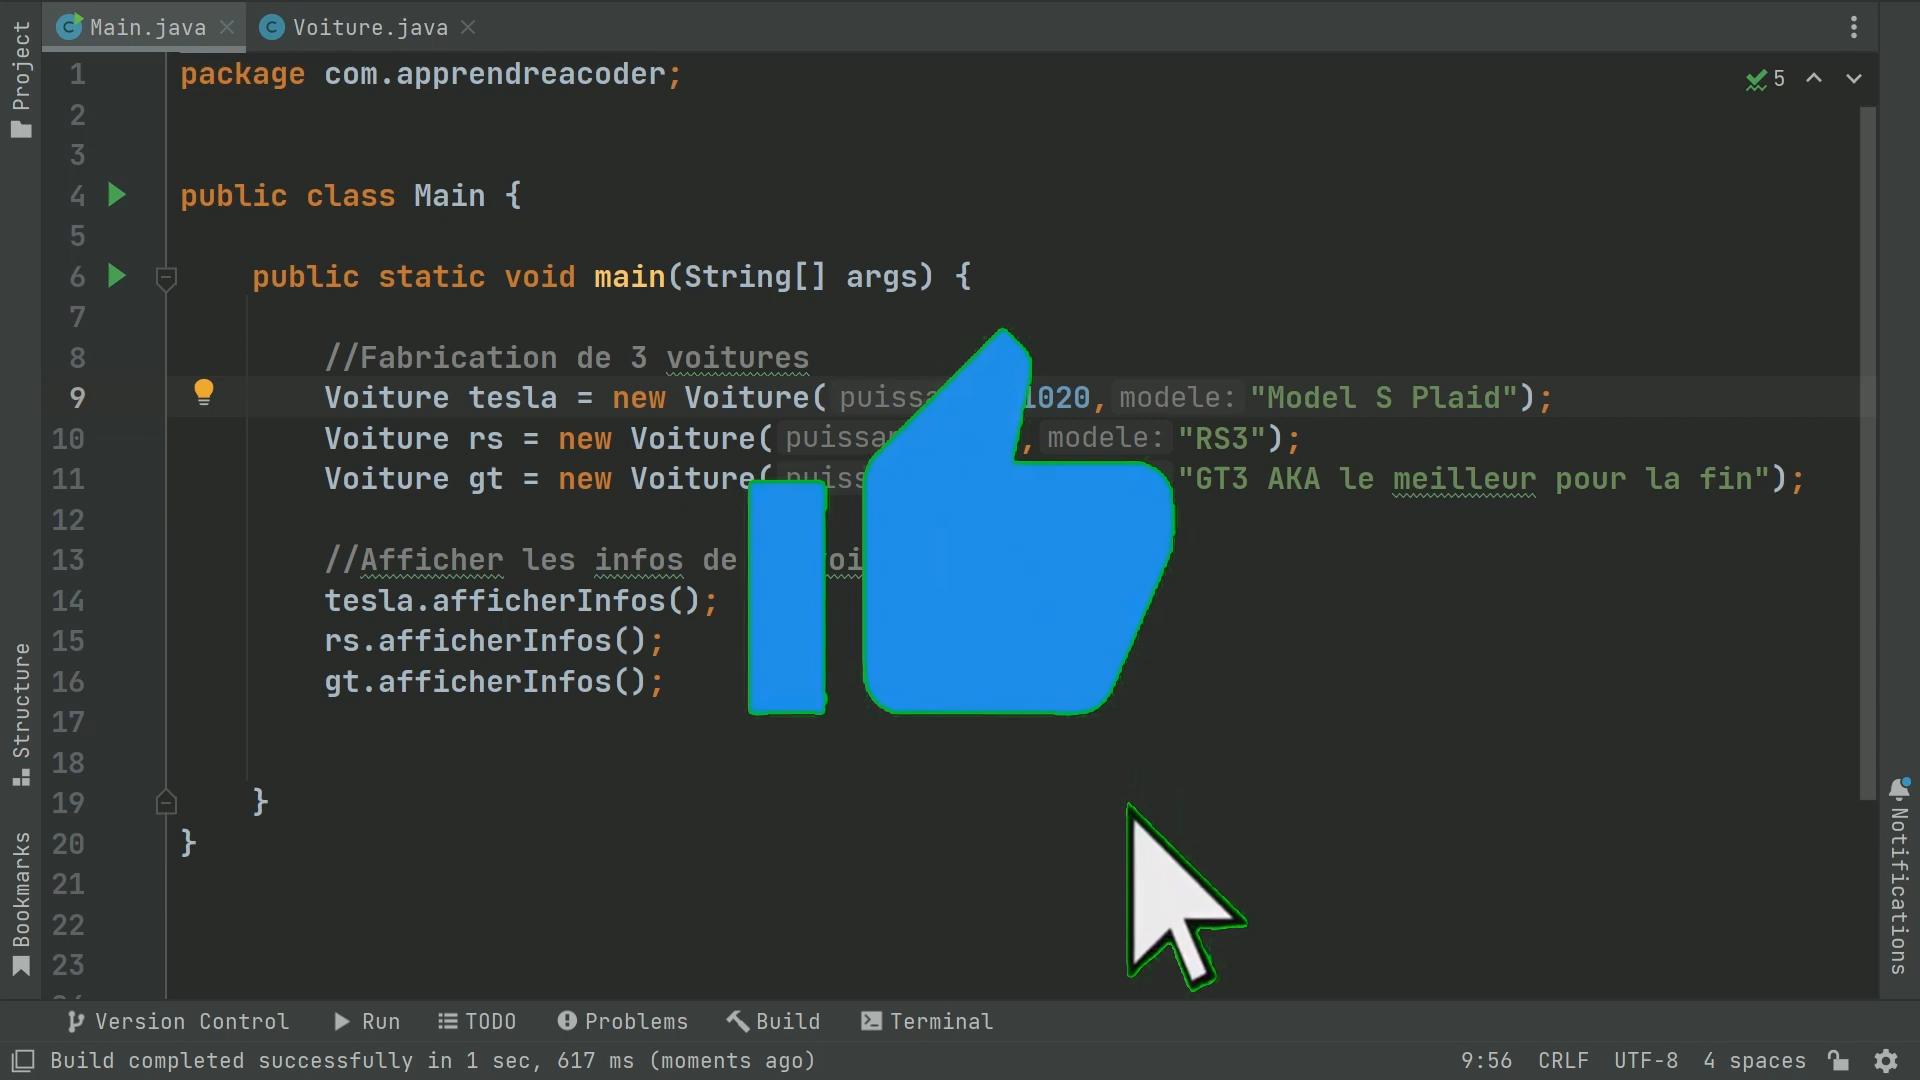 Main.java
Voiture.java
Project
Structure
Bookmarks
Notifications
5
1 package com.apprendreacoder;
2
3
4 public class Main {
5
6 public static void main(String[] args) {
7
8 //Fabrication de 3 voitures
9 Voiture tesla = new Voiture( 1020, modele: "Model S Plaid");
10 Voiture rs = new Voiture( , modele: "RS3");
11 Voiture gt = new Voiture( "GT3 AKA le meilleur pour la fin");
12
13 //Afficher les infos de
14 tesla.afficherInfos();
15 rs.afficherInfos();
16 gt.afficherInfos();
17
18
19 }
20 }
21
22
23
Version Control Run TODO Problems Build Terminal
Build completed successfully in 1 sec, 617 ms (moments ago) 9:56 CRLF UTF-8 4 spaces